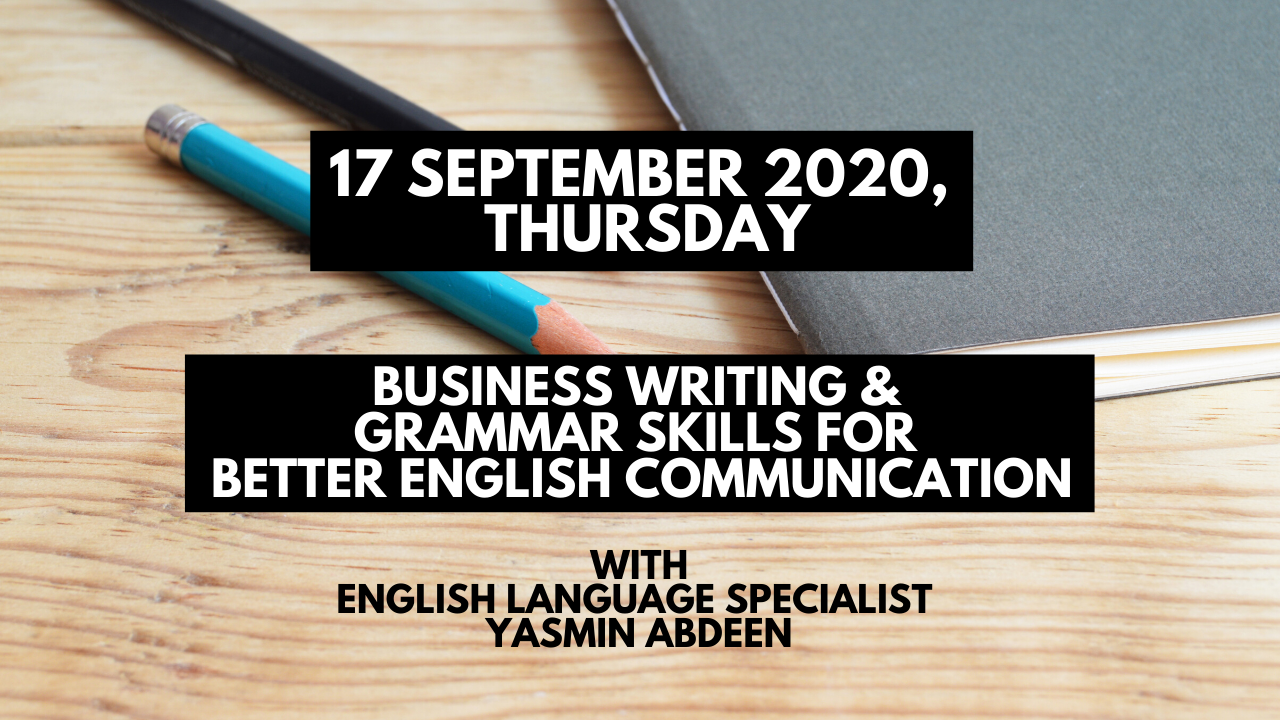 17 SEPTEMBER 2020,
THURSDAY
BUSINESS WRITING &
GRAMMAR SKILLS FOR
BETTER ENGLISH COMMUNICATION
WITH
ENGLISH LANGUAGE SPECIALIST
YASMIN ABDEEN